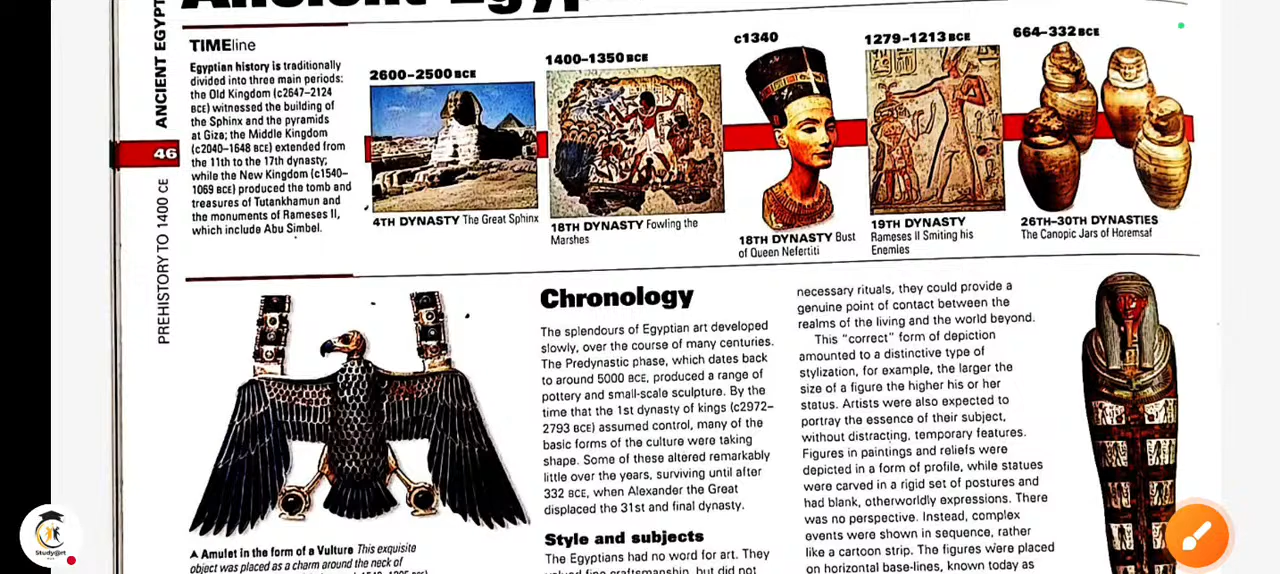 ANCIENT EGYPT
46
PREHISTORY TO 1400 CE
TIMEline
Egyptian history is traditionally
divided into three main periods:
the Old Kingdom (c2647–2124
BCE) witnessed the building of
the Sphinx and the pyramids
at Giza; the Middle Kingdom
(c2040–1648 BCE) extended from
the 11th to the 17th dynasty;
while the New Kingdom (c1540–
1069 BCE) produced the tomb and
treasures of Tutankhamun and
the monuments of Rameses II,
which include Abu Simbel.
2600–2500 BCE
4TH DYNASTY The Great Sphinx
1400–1350 BCE
18TH DYNASTY Fowling the
Marshes
c1340
18TH DYNASTY Bust
of Queen Nefertiti
1279–1213 BCE
19TH DYNASTY
Rameses II Smiting his
Enemies
664–332 BCE
26TH–30TH DYNASTIES
The Canopic Jars of Horemsaf
▲ Amulet in the form of a Vulture This exquisite
object was placed as a charm around the neck of
Chronology
The splendours of Egyptian art developed
slowly, over the course of many centuries.
The Predynastic phase, which dates back
to around 5000 BCE, produced a range of
pottery and small-scale sculpture. By the
time that the 1st dynasty of kings (c2972–
2793 BCE) assumed control, many of the
basic forms of the culture were taking
shape. Some of these altered remarkably
little over the years, surviving until after
332 BCE, when Alexander the Great
displaced the 31st and final dynasty.
Style and subjects
The Egyptians had no word for art. They
valued fine craftsmanship, but did not
necessary rituals, they could provide a
genuine point of contact between the
realms of the living and the world beyond.
This "correct" form of depiction
amounted to a distinctive type of
stylization, for example, the larger the
size of a figure the higher his or her
status. Artists were also expected to
portray the essence of their subject,
without distracting, temporary features.
Figures in paintings and reliefs were
depicted in a form of profile, while statues
were carved in a rigid set of postures and
had blank, otherworldly expressions. There
was no perspective. Instead, complex
events were shown in sequence, rather
like a cartoon strip. The figures were placed
on horizontal base-lines, known today as
Study@rt